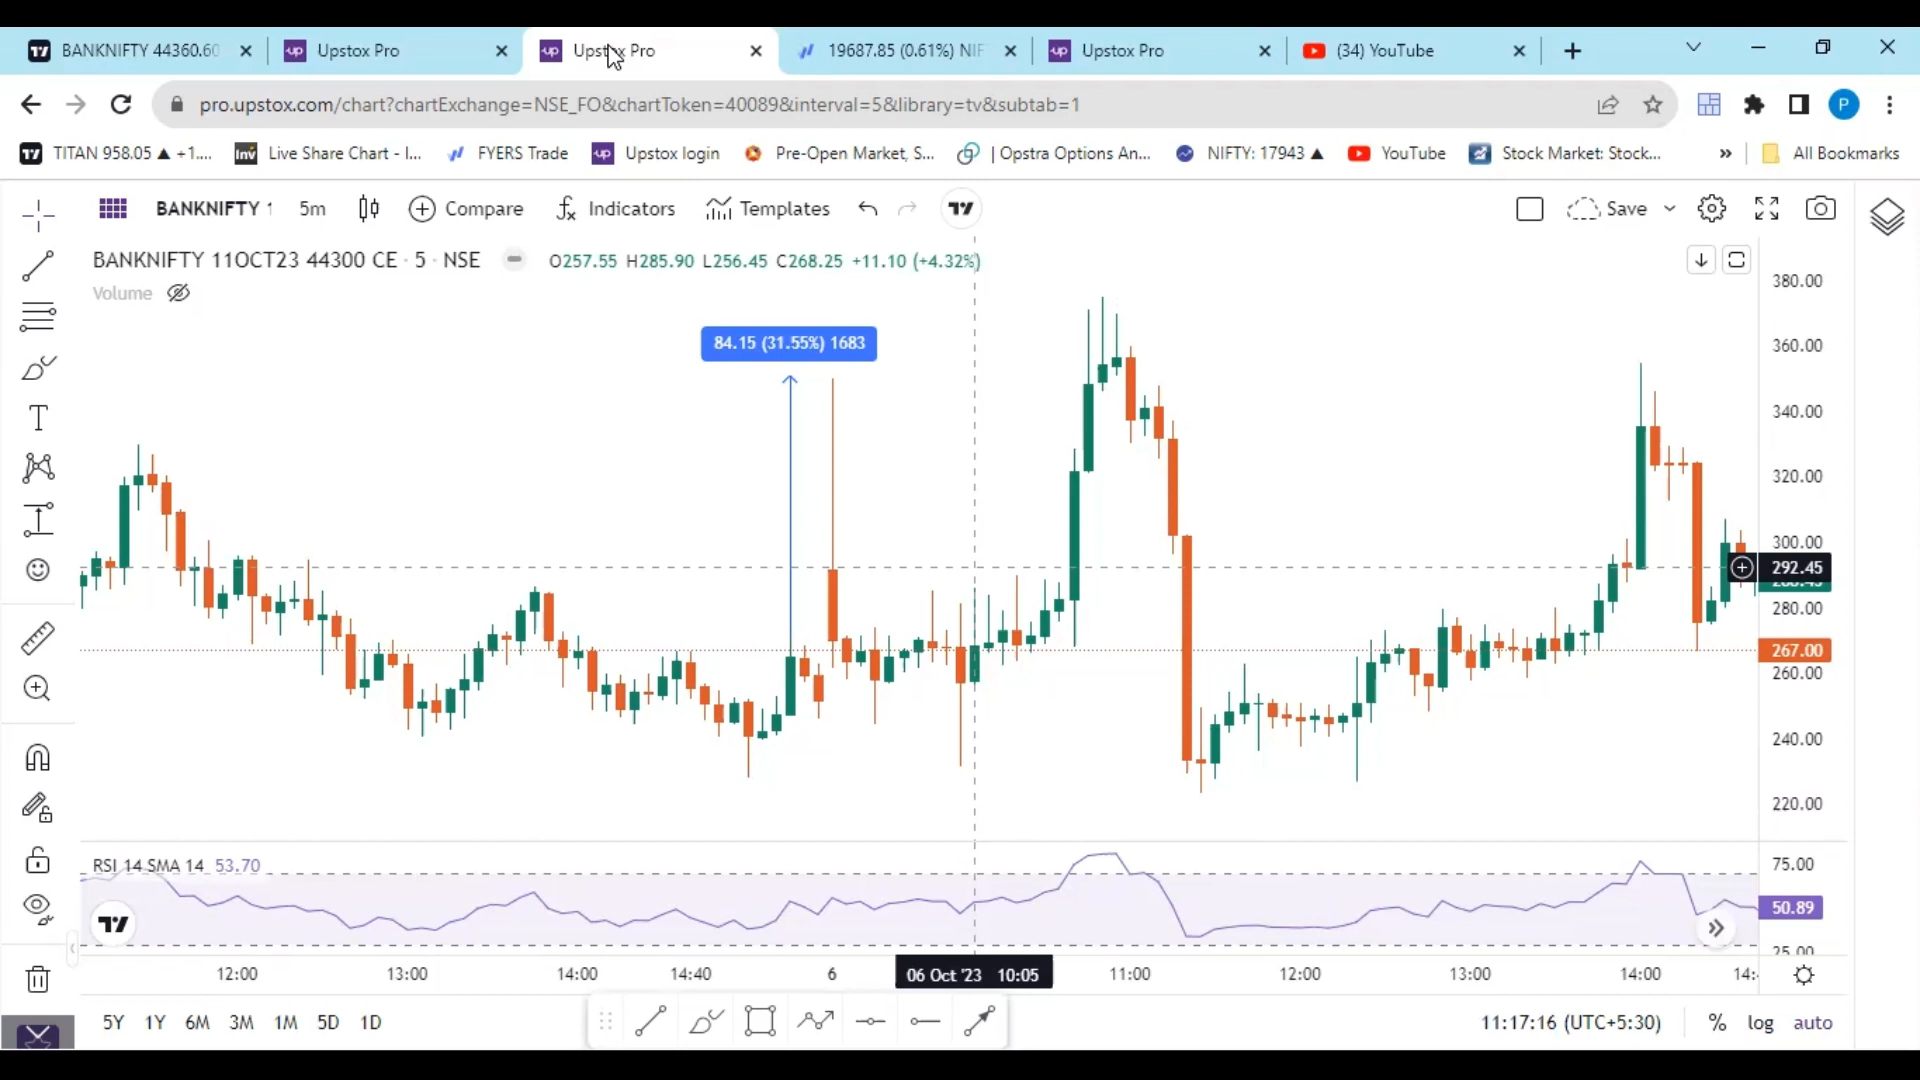 BANKNIFTY 44360.60
Upstox Pro
Upstox Pro
19687.85 (0.61%) NIF
Upstox Pro
(34) YouTube
pro.upstox.com/chart?chartExchange=NSE_FO&chartToken=40089&interval=5&library=tv&subtab=1
P
TITAN 958.05 ▲ +1....
Inv Live Share Chart - I...
FYERS Trade
up Upstox login
Pre-Open Market, S...
| Opstra Options An...
NIFTY: 17943 ▲
YouTube
Stock Market: Stock...
»
All Bookmarks
BANKNIFTY 1
5m
Compare
Indicators
Templates
Save
BANKNIFTY 11OCT23 44300 CE · 5 · NSE
O257.55 H285.90 L256.45 C268.25 +11.10 (+4.32%)
Volume
84.15 (31.55%) 1683
380.00
360.00
340.00
320.00
300.00
292.45
280.00
267.00
260.00
240.00
220.00
RSI 14 SMA 14 53.70
75.00
50.89
25.00
12:00
13:00
14:00
14:40
6
06 Oct '23 10:05
11:00
12:00
13:00
14:00
14:
5Y 1Y 6M 3M 1M 5D 1D
11:17:16 (UTC+5:30)
% log auto